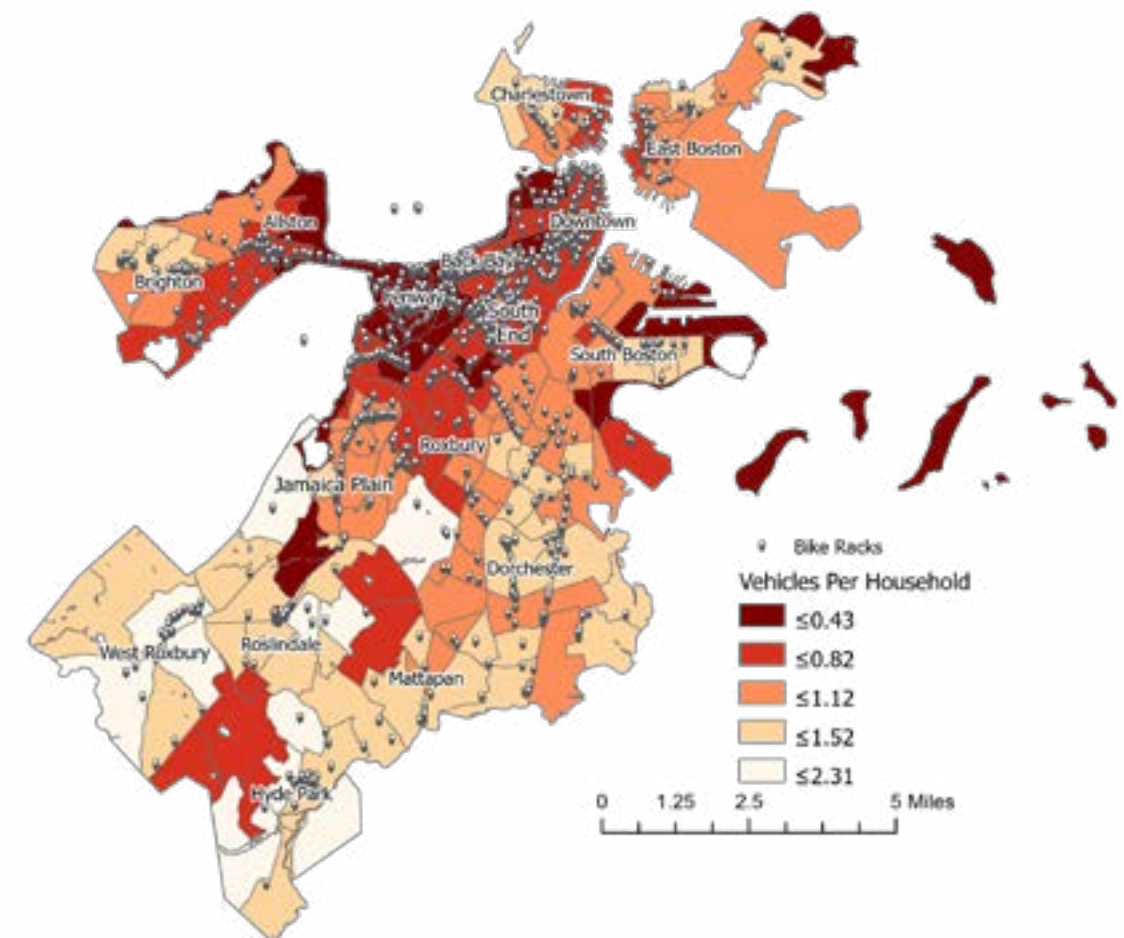 Charlestown
East Boston
Allston
Downtown
Back Bay
Brighton
Fenway
South
End
South Boston
Roxbury
Jamaica Plain
Bike Racks
Dorchester
Vehicles Per Household
≤0.43
Roslindale
West Roxbury
≤0.82
Mattapan
≤1.12
≤1.52
≤2.31
Hyde Park
0 1.25 2.5 5 Miles